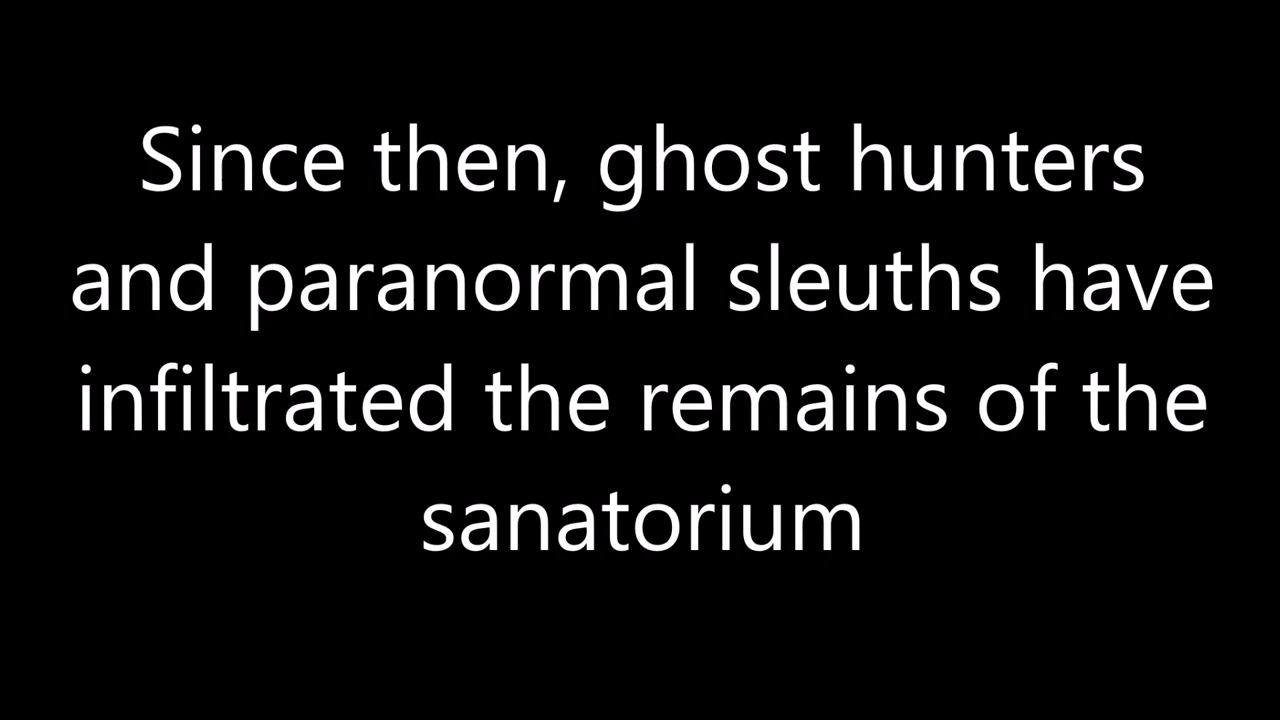 Since then, ghost hunters
and paranormal sleuths have
infiltrated the remains of the
sanatorium